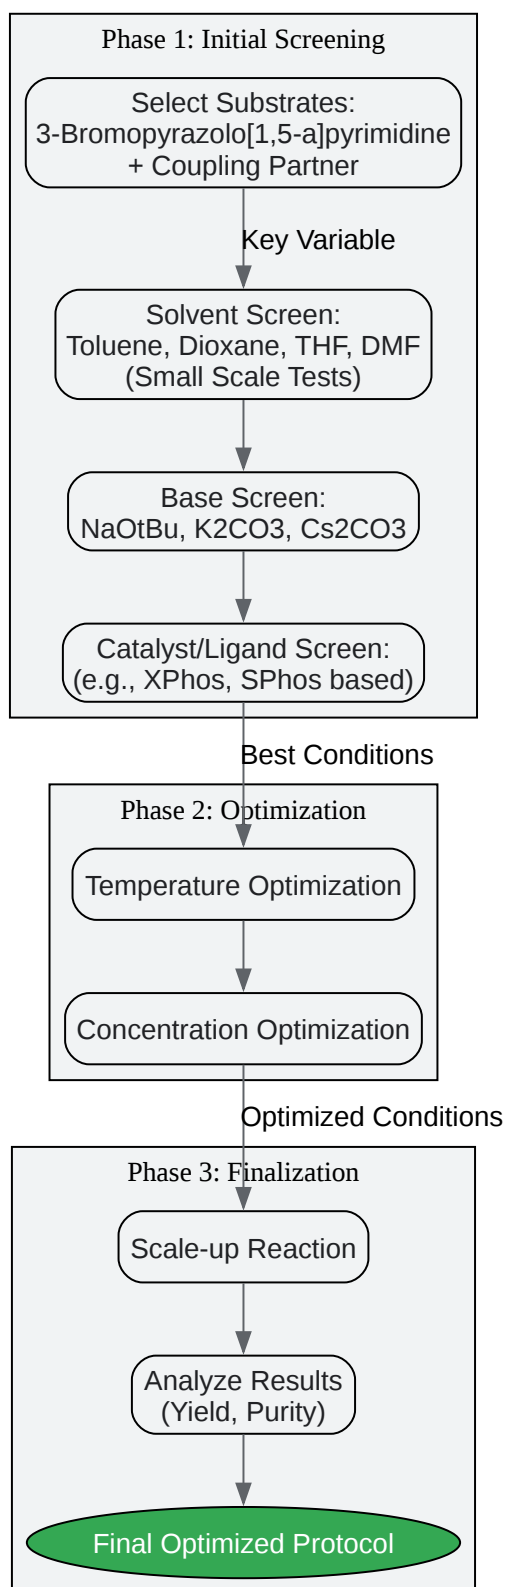 Phase 1: Initial Screening
Select Substrates:
3-Bromopyrazolo[1,5-a]pyrimidine
+ Coupling Partner
Key Variable
Solvent Screen:
Toluene, Dioxane, THF, DMF
(Small Scale Tests)
Base Screen:
NaOtBu, K2CO3, Cs2CO3
Catalyst/Ligand Screen:
(e.g., XPhos, SPhos based)
Best Conditions
Phase 2: Optimization
Temperature Optimization
Concentration Optimization
Optimized Conditions
Phase 3: Finalization
Scale-up Reaction
Analyze Results
(Yield, Purity)
Final Optimized Protocol